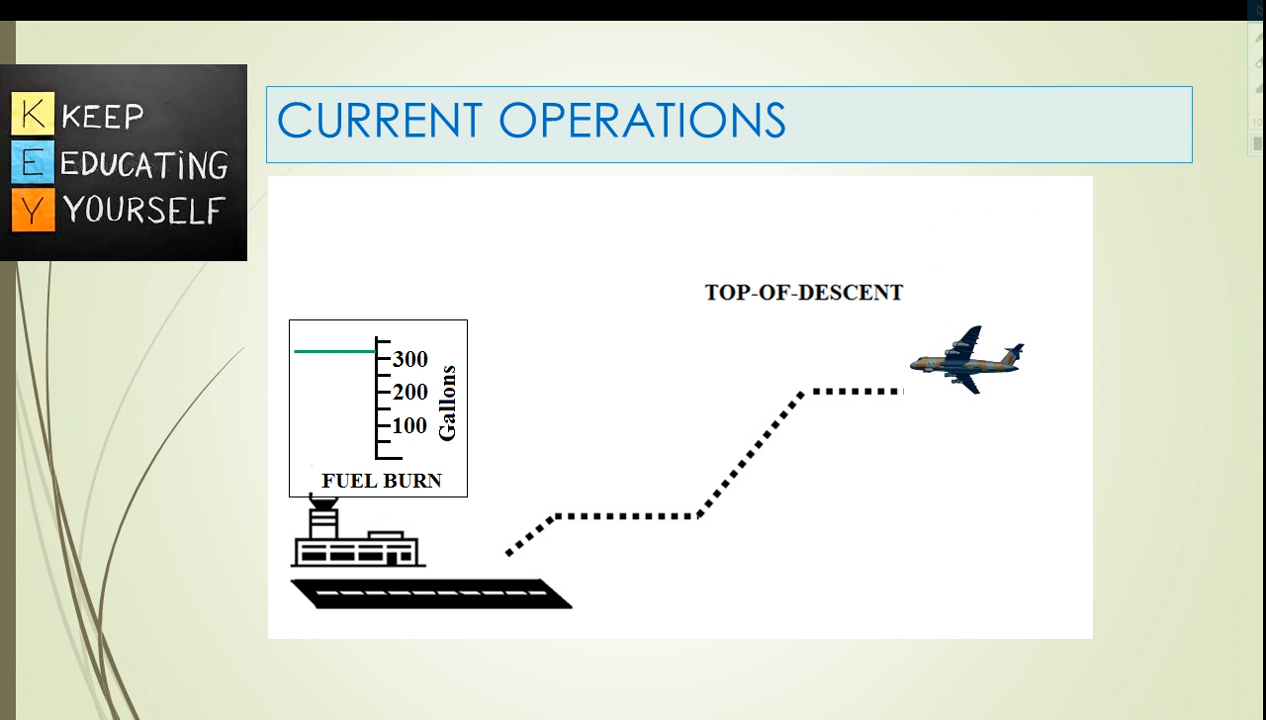 K KEEP
E EDUCATING
Y YOURSELF
CURRENT OPERATIONS
TOP-OF-DESCENT
300
200
100
Gallons
FUEL BURN